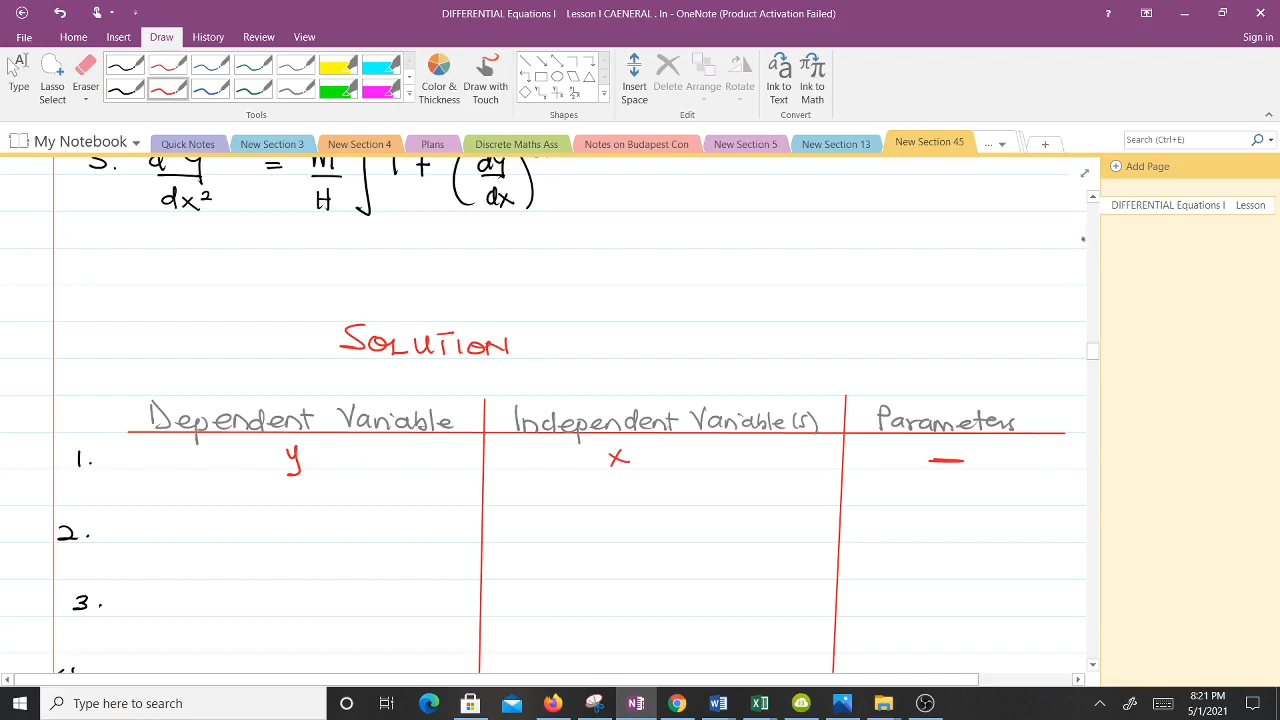 DIFFERENTIAL Equations I Lesson I CAENERAL . In - OneNote (Product Activation Failed)
File Home Insert Draw History Review View Sign in
Type Lasso Select Eraser Color & Thickness Draw with Touch Insert Space Delete Arrange Rotate Ink to Text Ink to Math
Tools Shapes Edit Convert
My Notebook Quick Notes New Section 3 New Section 4 Plans Discrete Maths Ass Notes on Budapest Con New Section 5 New Section 13 New Section 45 ... Search (Ctrl+E)
Add Page
DIFFERENTIAL Equations I Lesson
5. d²y/dx² = m/H √1 + (dy/dx)
SOLUTION
Dependent Variable Independent Variable(s) Parameters
1. y x —
2.
3.
Type here to search
8:21 PM
5/1/2021